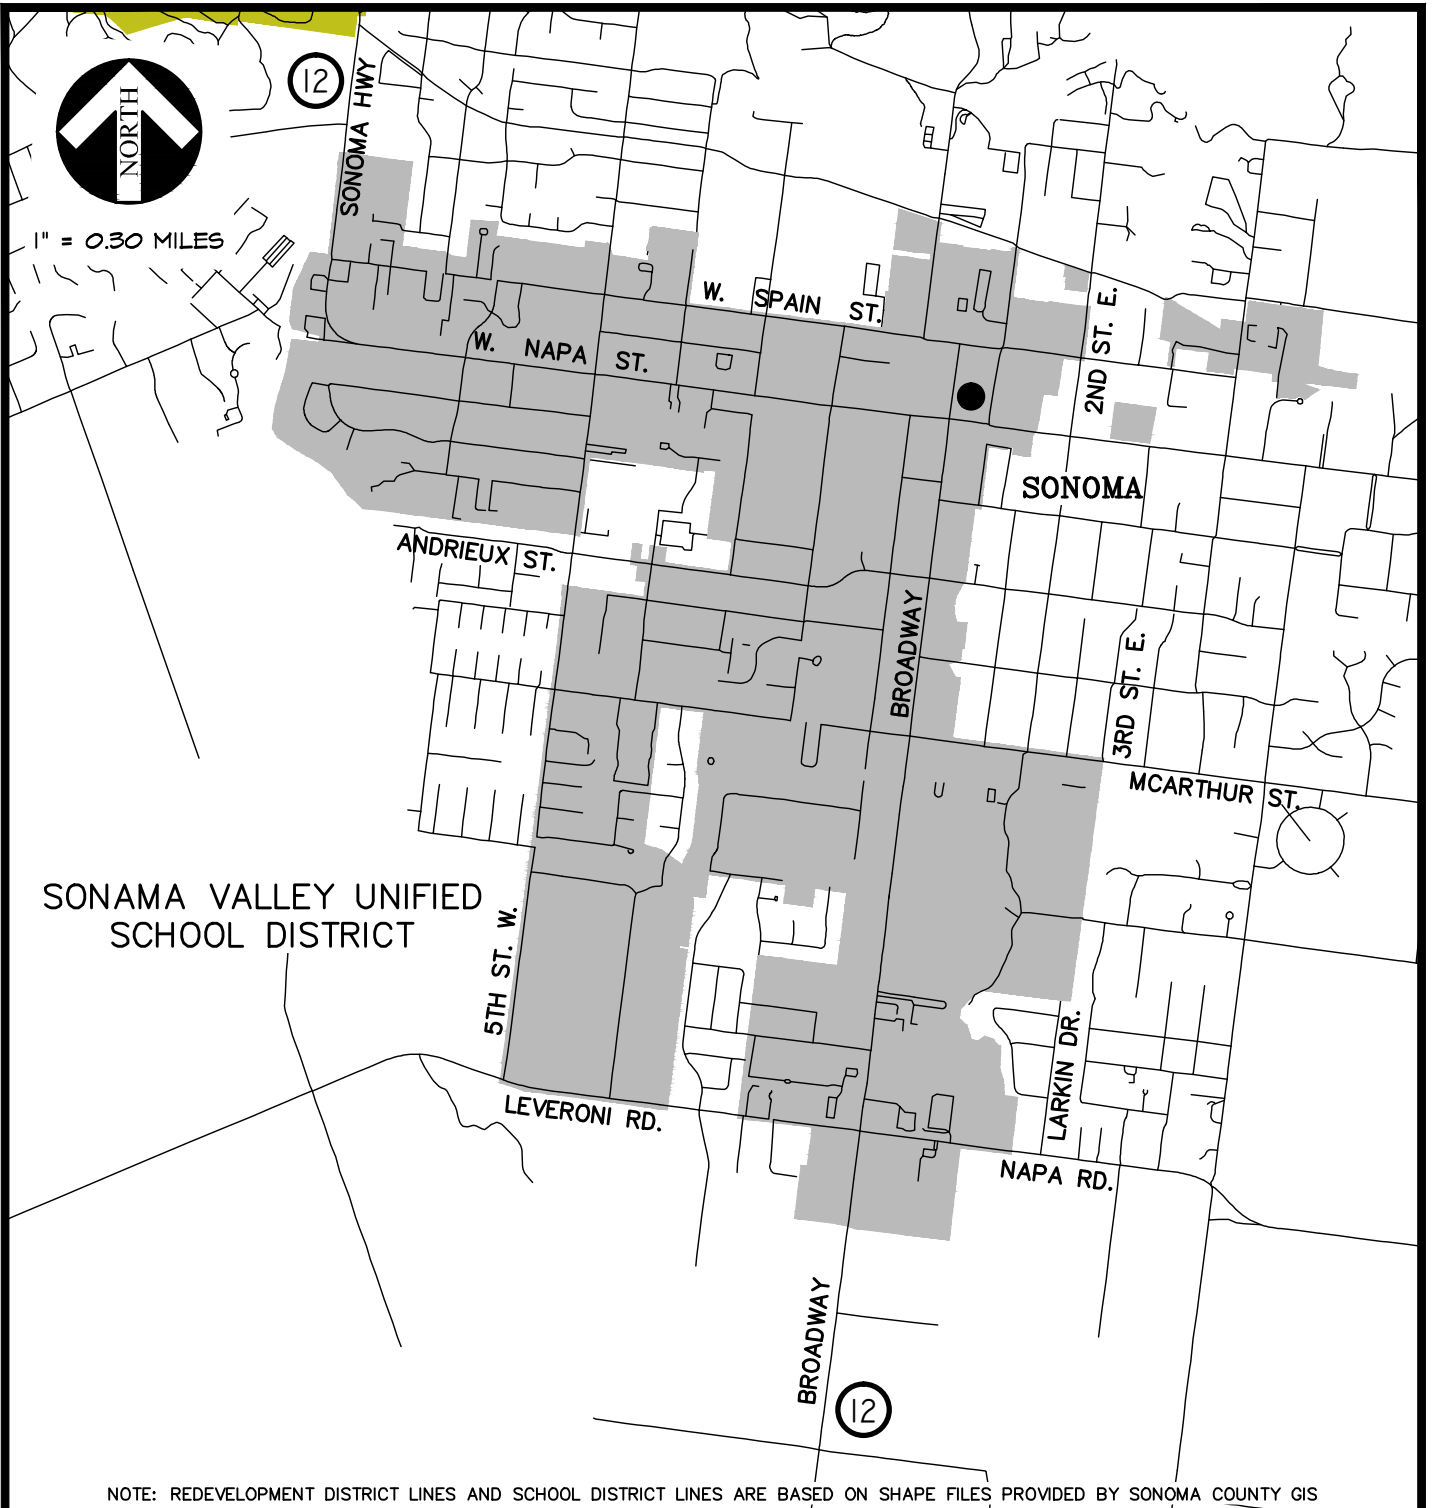 12
SONOMA HWY
NORTH
1" = 0.30 MILES
W. SPAIN ST.
W. NAPA ST.
2ND ST. E.
SONOMA
ANDRIEUX ST.
BROADWAY
3RD ST. E.
MCARTHUR ST.
SONAMA VALLEY UNIFIED
SCHOOL DISTRICT
5TH ST. W.
LARKIN DR.
LEVERONI RD.
NAPA RD.
BROADWAY
12
NOTE: REDEVELOPMENT DISTRICT LINES AND SCHOOL DISTRICT LINES ARE BASED ON SHAPE FILES PROVIDED BY SONOMA COUNTY GIS